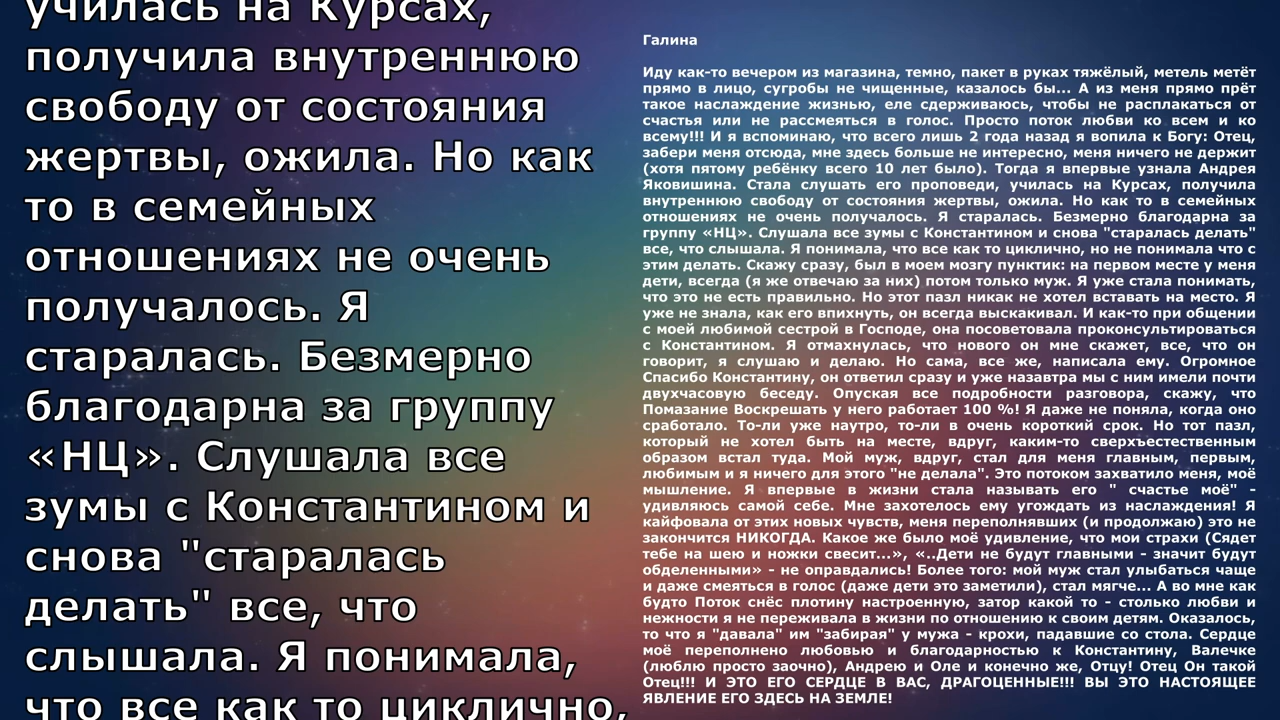 училась на Курсах,
получила внутреннюю
свободу от состояния
жертвы, ожила. Но как
то в семейных
отношениях не очень
получалось. Я
старалась. Безмерно
благодарна за группу
«НЦ». Слушала все
зумы с Константином и
снова "старалась
делать" все, что
слышала. Я понимала,
что все как то циклично,
Галина
Иду как-то вечером из магазина, темно, пакет в руках тяжёлый, метель метёт
прямо в лицо, сугробы не чищенные, казалось бы... А из меня прямо прёт
такое наслаждение жизнью, еле сдерживаюсь, чтобы не расплакаться от
счастья или не рассмеяться в голос. Просто поток любви ко всем и ко
всему!!! И я вспоминаю, что всего лишь 2 года назад я вопила к Богу: Отец,
забери меня отсюда, мне здесь больше не интересно, меня ничего не держит
(хотя пятому ребёнку всего 10 лет было). Тогда я впервые узнала Андрея
Яковишина. Стала слушать его проповеди, училась на Курсах, получила
внутреннюю свободу от состояния жертвы, ожила. Но как то в семейных
отношениях не очень получалось. Я старалась. Безмерно благодарна за
группу «НЦ». Слушала все зумы с Константином и снова "старалась делать"
все, что слышала. Я понимала, что все как то циклично, но не понимала что с
этим делать. Скажу сразу, был в моем мозгу пунктик: на первом месте у меня
дети, всегда (я же отвечаю за них) потом только муж. Я уже стала понимать,
что это не есть правильно. Но этот пазл никак не хотел вставать на место. Я
уже не знала, как его впихнуть, он всегда выскакивал. И как-то при общении
с моей любимой сестрой в Господе, она посоветовала проконсультироваться
с Константином. Я отмахнулась, что нового он мне скажет, все, что он
говорит, я слушаю и делаю. Но сама, все же, написала ему. Огромное
Спасибо Константину, он ответил сразу и уже назавтра мы с ним имели почти
двухчасовую беседу. Опуская все подробности разговора, скажу, что
Помазание Воскрешать у него работает 100 %! Я даже не поняла, когда оно
сработало. То-ли уже наутро, то-ли в очень короткий срок. Но тот пазл,
который не хотел быть на месте, вдруг, каким-то сверхъестественным
образом встал туда. Мой муж, вдруг, стал для меня главным, первым,
любимым и я ничего для этого "не делала". Это потоком захватило меня, моё
мышление. Я впервые в жизни стала называть его " счастье моё" -
удивляюсь самой себе. Мне захотелось ему угождать из наслаждения! Я
кайфовала от этих новых чувств, меня переполнявших (и продолжаю) это не
закончится НИКОГДА. Какое же было моё удивление, что мои страхи (Сядет
тебе на шею и ножки свесит...», «..Дети не будут главными - значит будут
обделенными» - не оправдались! Более того: мой муж стал улыбаться чаще
и даже смеяться в голос (даже дети это заметили), стал мягче... А во мне как
будто Поток снёс плотину настроенную, затор какой то - столько любви и
нежности я не переживала в жизни по отношению к своим детям. Оказалось,
то что я "давала" им "забирая" у мужа - крохи, падавшие со стола. Сердце
моё переполнено любовью и благодарностью к Константину, Валечке
(люблю просто заочно), Андрею и Оле и конечно же, Отцу! Отец Он такой
Отец!!! И ЭТО ЕГО СЕРДЦЕ В ВАС, ДРАГОЦЕННЫЕ!!! ВЫ ЭТО НАСТОЯЩЕЕ
ЯВЛЕНИЕ ЕГО ЗДЕСЬ НА ЗЕМЛЕ!